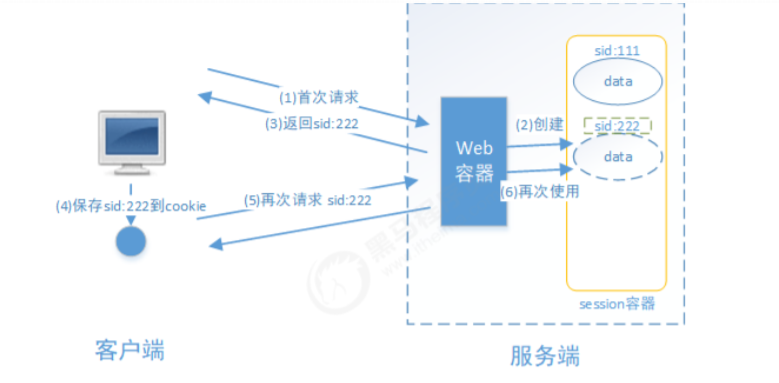 sid:111
data
(1)首次请求
(3)返回sid:222
(2)创建
sid:222
data
Web
容器
(4)保存sid:222到cookie
(5)再次请求 sid:222
(6)再次使用
session容器
客户端
服务端